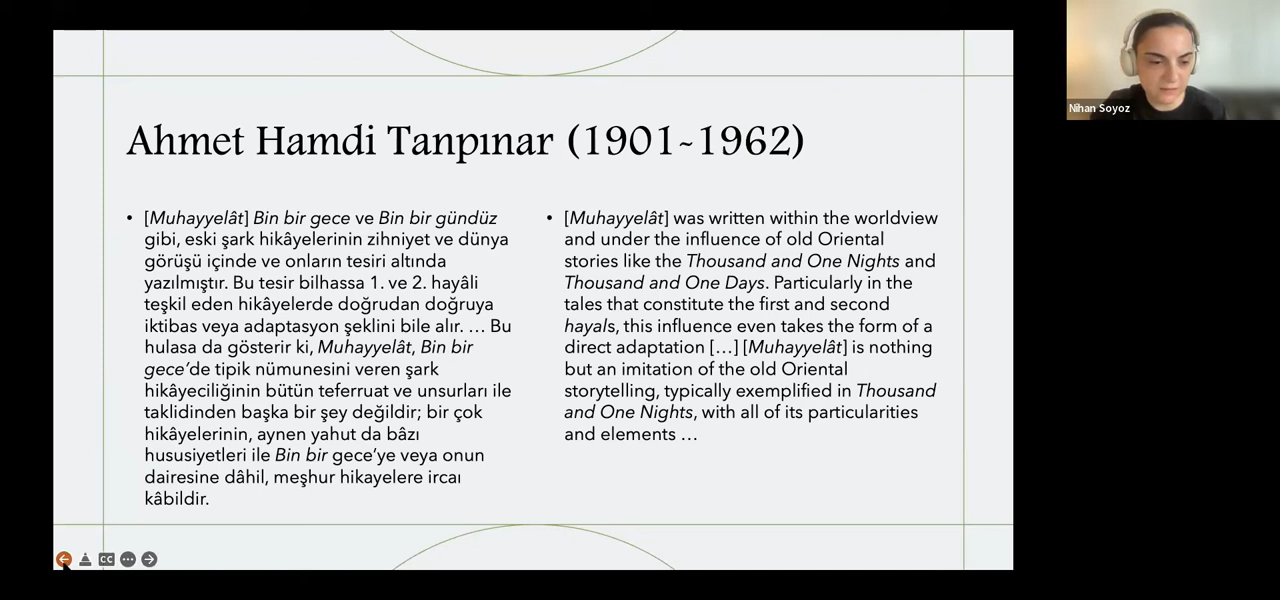 Nihan Soyoz
Ahmet Hamdi Tanpınar (1901-1962)
• [Muhayyelât] Bin bir gece ve Bin bir gündüz
gibi, eski şark hikâyelerinin zihniyet ve dünya
görüşü içinde ve onların tesiri altında
yazılmıştır. Bu tesir bilhassa 1. ve 2. hayâli
teşkil eden hikâyelerde doğrudan doğruya
iktibas veya adaptasyon şeklini bile alır. … Bu
hulasa da gösterir ki, Muhayyelât, Bin bir
gece’de tipik nümunesini veren şark
hikâyeciliğinin bütün teferruat ve unsurları ile
taklidinden başka bir şey değildir; bir çok
hikâyelerinin, aynen yahut da bâzı
hususiyetleri ile Bin bir gece’ye veya onun
dairesine dâhil, meşhur hikayelere ircaı
kâbildir.
• [Muhayyelât] was written within the worldview
and under the influence of old Oriental
stories like the Thousand and One Nights and
Thousand and One Days. Particularly in the
tales that constitute the first and second
hayals, this influence even takes the form of a
direct adaptation […] [Muhayyelât] is nothing
but an imitation of the old Oriental
storytelling, typically exemplified in Thousand
and One Nights, with all of its particularities
and elements …
CC